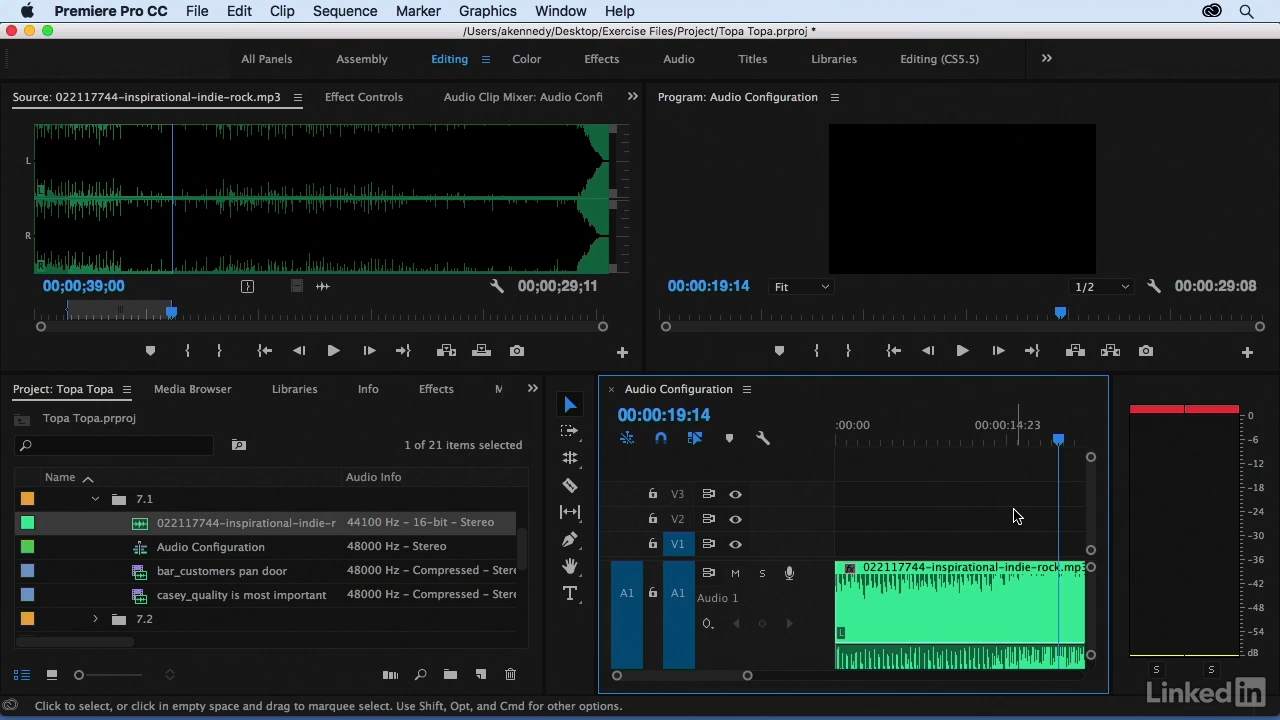 Premiere Pro CC File Edit Clip Sequence Marker Graphics Window Help
/Users/akennedy/Desktop/Exercise Files/Project/Topa Topa.prproj *
All Panels Assembly Editing Color Effects Audio Titles Libraries Editing (CS5.5)
Source: 022117744-inspirational-indie-rock.mp3 Effect Controls Audio Clip Mixer: Audio Confi
Program: Audio Configuration
L
R
00;00;39;00 00;00;29;11
00:00:19:14 Fit 1/2 00:00:29:08
Project: Topa Topa Media Browser Libraries Info Effects M
Topa Topa.prproj
1 of 21 items selected
Name Audio Info
7.1
022117744-inspirational-indie-r 44100 Hz - 16-bit - Stereo
Audio Configuration 48000 Hz - Stereo
bar_customers pan door 48000 Hz - Compressed - Stere
casey_quality is most important 48000 Hz - Compressed - Stere
7.2
Audio Configuration
00:00:19:14
:00:00 00:00:14:23
V3
V2
V1
022117744-inspirational-indie-rock.mp3
fx
M S
A1 A1
Audio 1
L
0
-6
-12
-18
-24
-30
-36
-42
-48
-54
dB
S S
Click to select, or click in empty space and drag to marquee select. Use Shift, Opt, and Cmd for other options.
LinkedIn